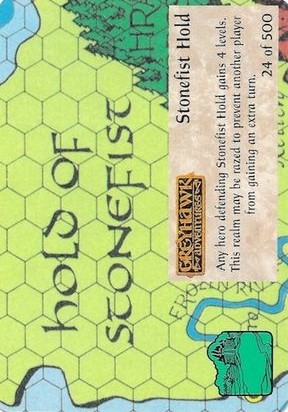 HOLD OF
STONEFIST
THR
Stonefist Hold
24 of 500
GREYHAWK
ADVENTURES
Any hero defending Stonefist Hold gains 4 levels.
This realm may be razed to prevent another player
from gaining an extra turn.